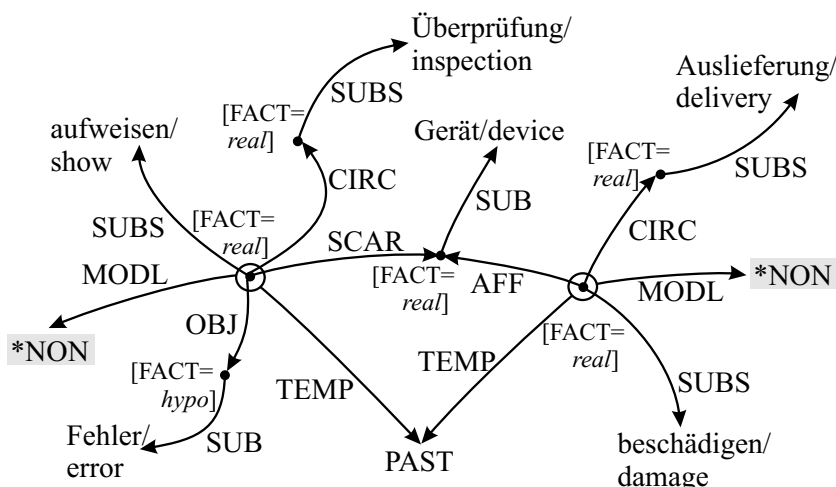 Überprüfung/
inspection
SUBS
Auslieferung/
delivery
aufweisen/
show
[FACT=
real]
Gerät/device
[FACT=
real]
SUBS
CIRC
SUB
SUBS
[FACT=
real]
SCAR
CIRC
MODL
[FACT=
real]
AFF
MODL
*NON
OBJ
*NON
[FACT=
real]
[FACT=
hypo]
TEMP
TEMP
SUBS
Fehler/
error
SUB
PAST
beschädigen/
damage